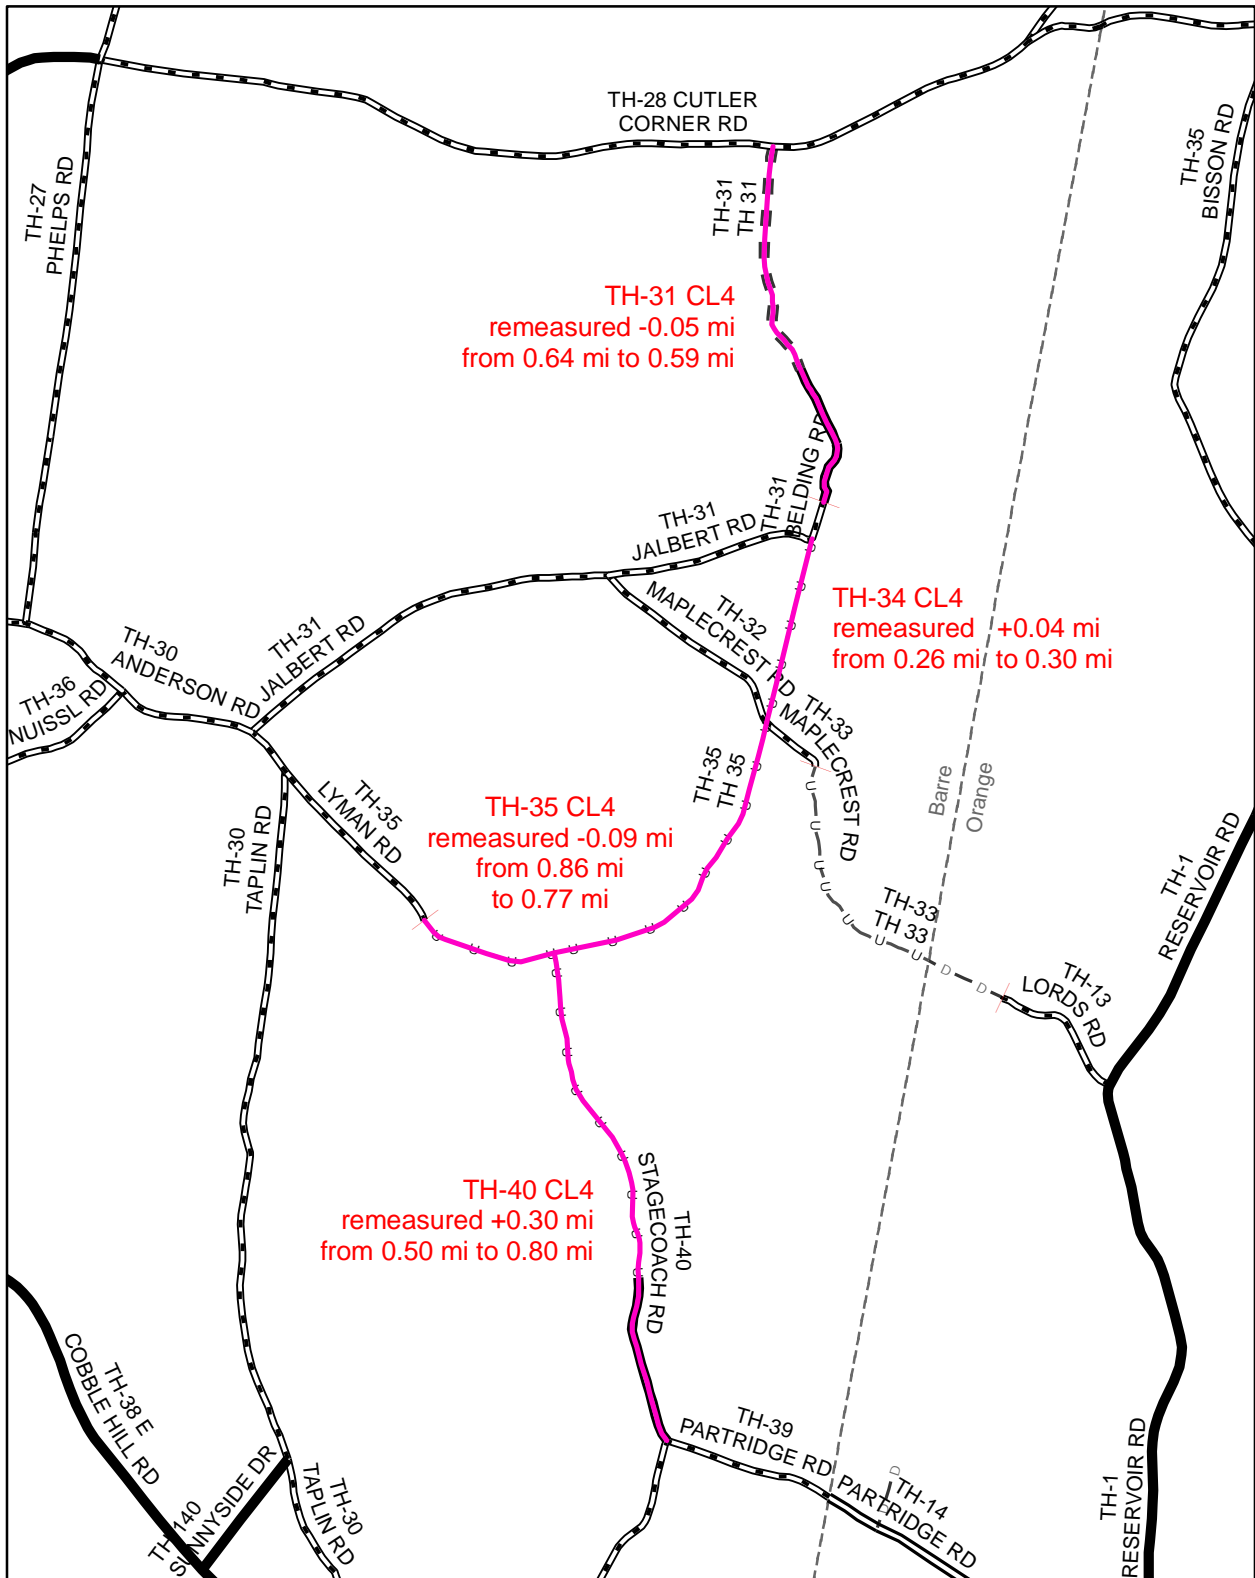 TH-28 CUTLER
CORNER RD
TH-27
PHELPS RD
TH-31
TH 31
TH-35
BISSON RD
TH-31 CL4
remeasured -0.05 mi
from 0.64 mi to 0.59 mi
TH-31
BELDING RD
TH-31
JALBERT RD
TH-32
MAPLECREST RD
TH-34 CL4
remeasured +0.04 mi
from 0.26 mi to 0.30 mi
TH-31
JALBERT RD
TH-30
ANDERSON RD
TH-36
NUISSL RD
TH-33
MAPLECREST RD
TH-35
TH 35
TH-35
LYMAN RD
TH-30
TAPLIN RD
TH-35 CL4
remeasured -0.09 mi
from 0.86 mi
to 0.77 mi
Barre
Orange
TH-1
RESERVOIR RD
TH-33
TH 33
TH-13
LORDS RD
TH-40 CL4
remeasured +0.30 mi
from 0.50 mi to 0.80 mi
TH-40
STAGECOACH RD
TH-38 E
COBBLE HILL RD
TH-140
SUNNYSIDE DR
TH-30
TAPLIN RD
TH-39
PARTRIDGE RD
TH-14
PARTRIDGE RD
TH-1
RESERVOIR RD